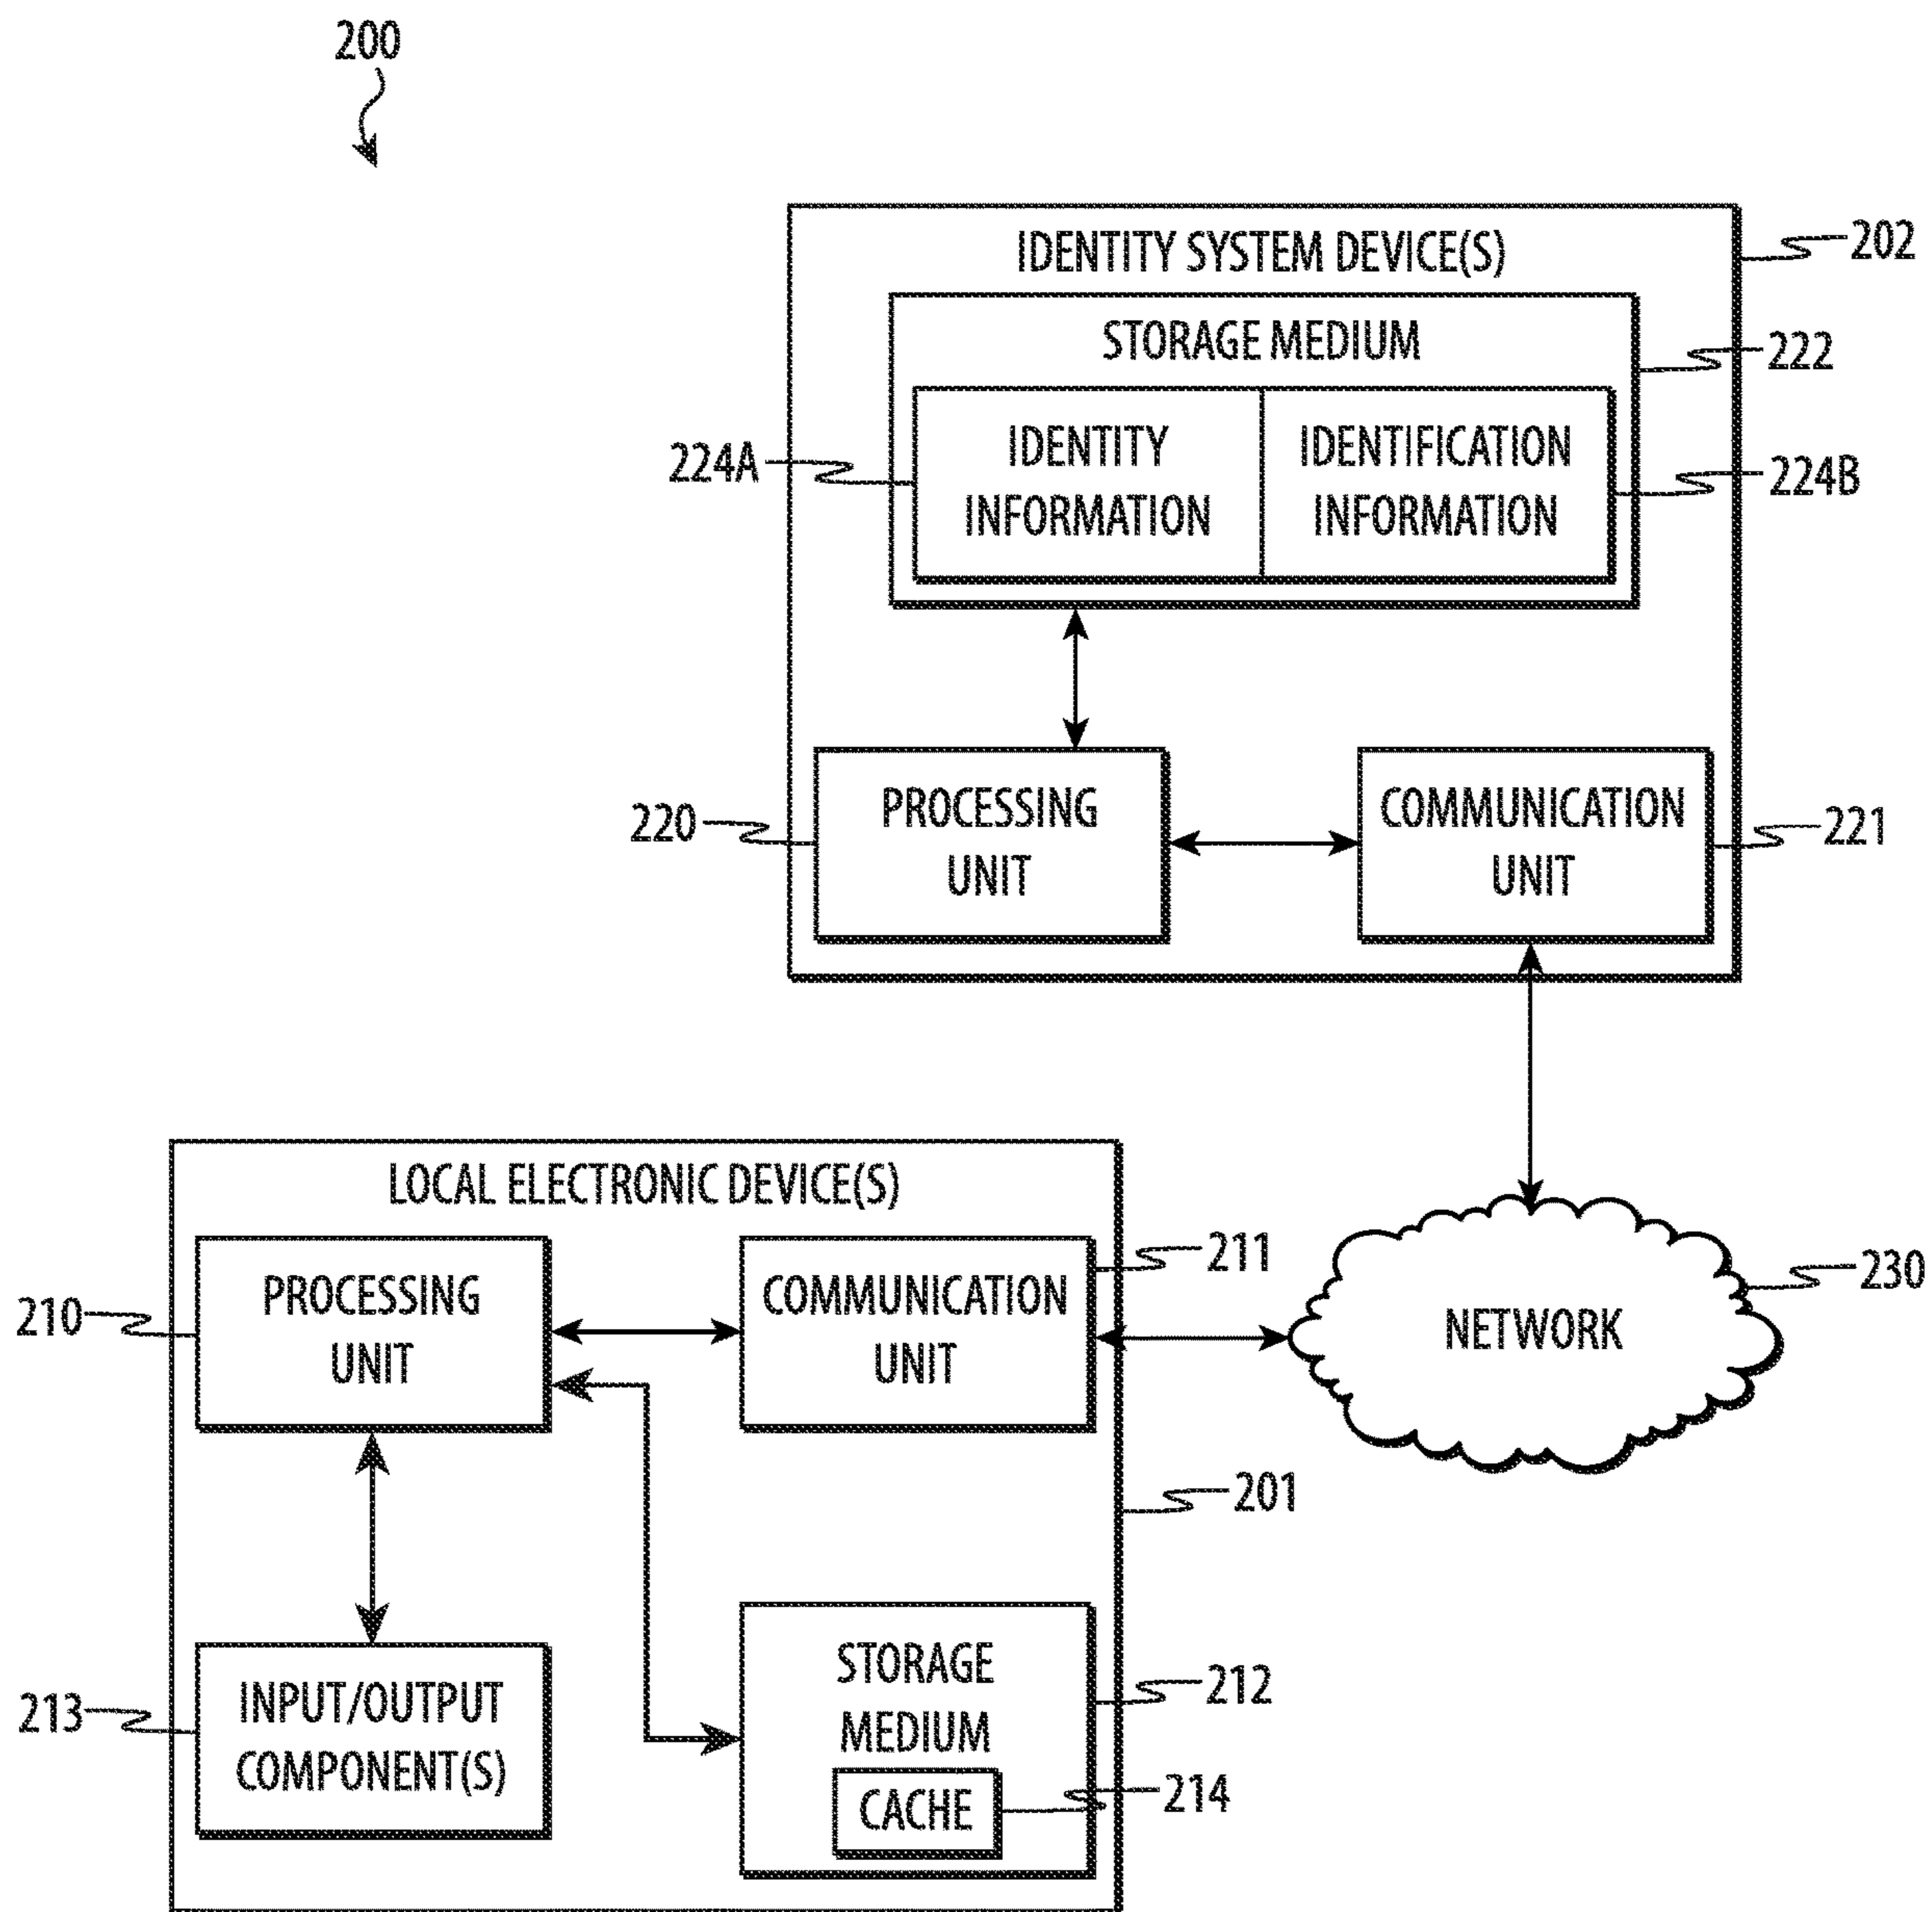 200
IDENTITY SYSTEM DEVICE(S)
202
STORAGE MEDIUM
222
224A
IDENTITY
INFORMATION
IDENTIFICATION
INFORMATION
224B
220
PROCESSING
UNIT
COMMUNICATION
UNIT
221
LOCAL ELECTRONIC DEVICE(S)
210
PROCESSING
UNIT
COMMUNICATION
UNIT
211
NETWORK
230
201
213
INPUT/OUTPUT
COMPONENT(S)
STORAGE
MEDIUM
212
CACHE
214